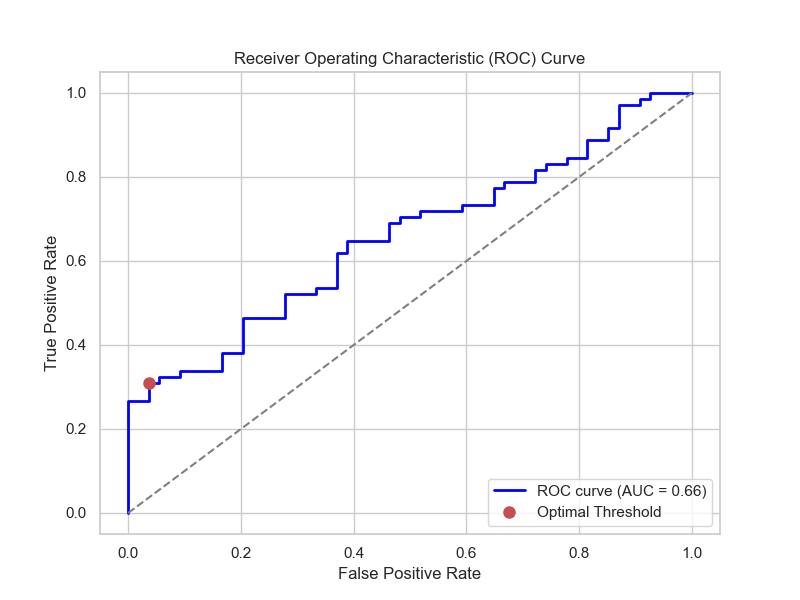 Receiver Operating Characteristic (ROC) Curve
True Positive Rate
1.0
0.8
0.6
0.4
0.2
0.0
0.0 0.2 0.4 0.6 0.8 1.0
False Positive Rate
ROC curve (AUC = 0.66)
Optimal Threshold